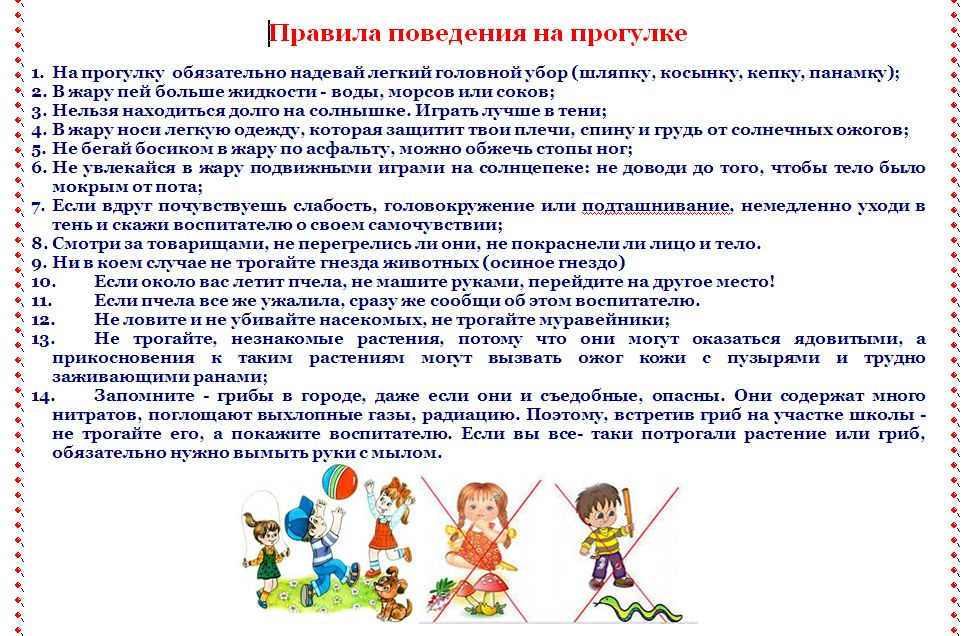 Правила поведения на прогулке
1. На прогулку обязательно надевай легкий головной убор (шляпку, косынку, кепку, панамку);
2. В жару пей больше жидкости - воды, морсов или соков;
3. Нельзя находиться долго на солнышке. Играть лучше в тени;
4. В жару носи легкую одежду, которая защитит твои плечи, спину и грудь от солнечных ожогов;
5. Не бегай босиком в жару по асфальту, можно обжечь стопы ног;
6. Не увлекайся в жару подвижными играми на солнцепеке: не доводи до того, чтобы тело было
мокрым от пота;
7. Если вдруг почувствуешь слабость, головокружение или подташнивание, немедленно уходи в
тень и скажи воспитателю о своем самочувствии;
8. Смотри за товарищами, не перегрелись ли они, не покраснели ли лицо и тело.
9. Ни в коем случае не трогайте гнезда животных (осиное гнездо)
10. Если около вас летит пчела, не машите руками, перейдите на другое место!
11. Если пчела все же ужалила, сразу же сообщи об этом воспитателю.
12. Не ловите и не убивайте насекомых, не трогайте муравейники;
13. Не трогайте, незнакомые растения, потому что они могут оказаться ядовитыми, а
прикосновения к таким растениям могут вызвать ожог кожи с пузырями и трудно
заживающими ранами;
14. Запомните - грибы в городе, даже если они и съедобные, опасны. Они содержат много
нитратов, поглощают выхлопные газы, радиацию. Поэтому, встретив гриб на участке школы -
не трогайте его, а покажите воспитателю. Если вы все- таки потрогали растение или гриб,
обязательно нужно вымыть руки с мылом.